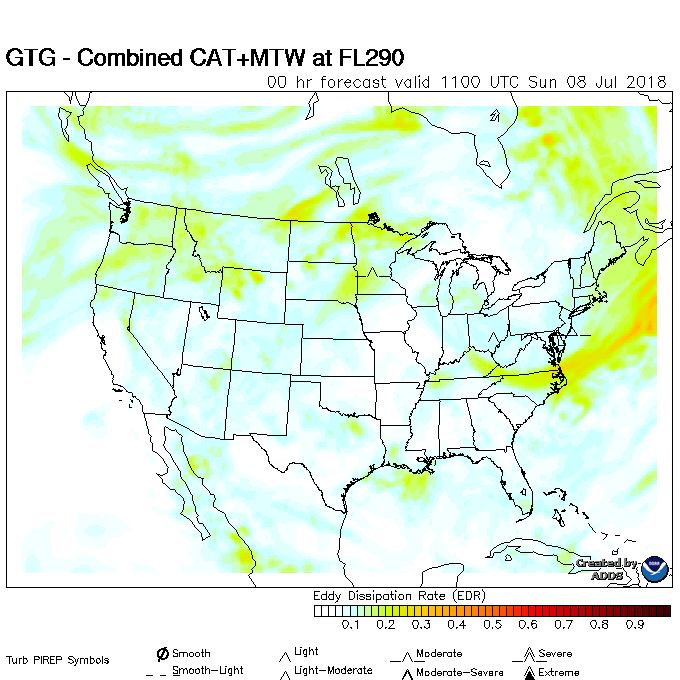 GTG - Combined CAT+MTW at FL290
00 hr forecast valid 1100 UTC Sun 08 Jul 2018
Created by
ADDS
Eddy Dissipation Rate (EDR)
0.1 0.2 0.3 0.4 0.5 0.6 0.7 0.8 0.9
Turb PIREP Symbols
Smooth Light Moderate Severe
Smooth-Light Light-Moderate Moderate-Severe Extreme